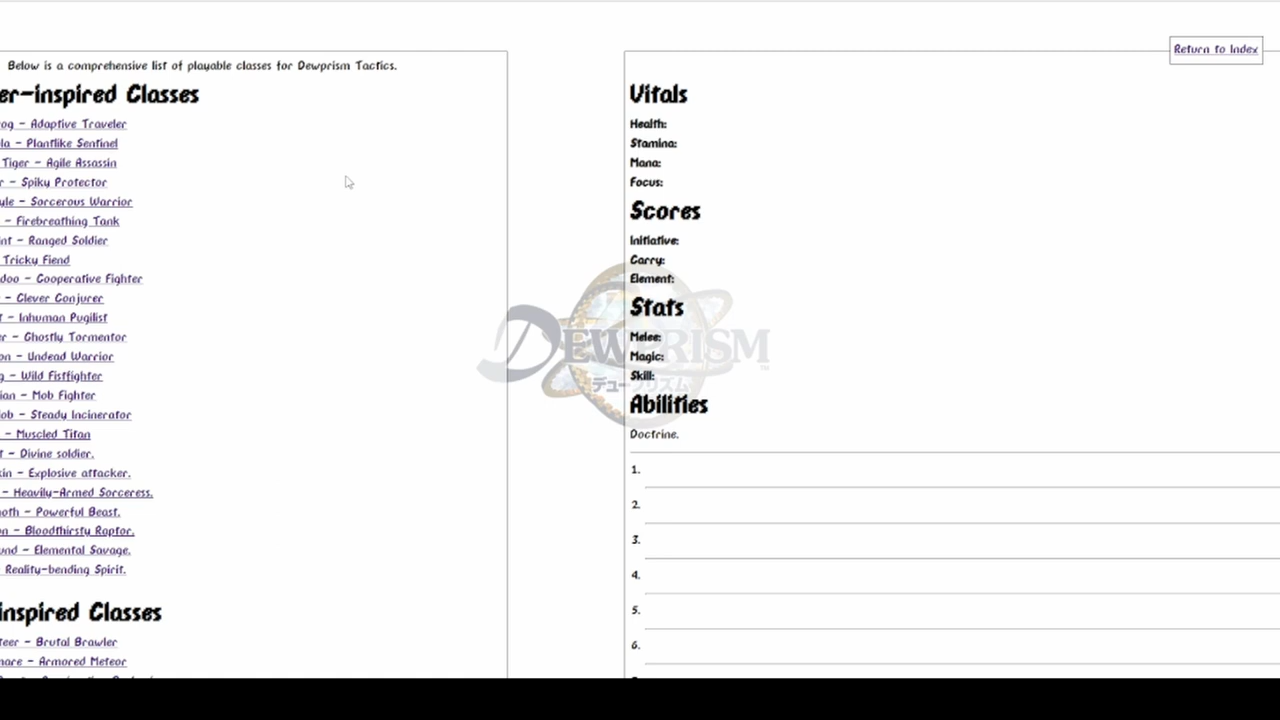 Return to Index
Below is a comprehensive list of playable classes for Dewprism Tactics.
er-inspired Classes
og - Adaptive Traveler
la - Plantlike Sentinel
Tiger - Agile Assassin
r - Spiky Protector
ule - Sorcerous Warrior
- Firebreathing Tank
nt - Ranged Soldier
Tricky Fiend
doo - Cooperative Fighter
- Clever Conjurer
t - Inhuman Pugilist
er - Ghostly Tormentor
on - Undead Warrior
g - Wild Fistfighter
ian - Mob Fighter
ob - Steady Incinerator
- Muscled Titan
t - Divine soldier.
kin - Explosive attacker.
- Heavily-Armed Sorceress.
oth - Powerful Beast.
on - Bloodthirsty Raptor.
und - Elemental Savage.
Reality-bending Spirit.
inspired Classes
teer - Brutal Brawler
mare - Armored Meteor
Vitals
Health:
Stamina:
Mana:
Focus:
Scores
Initiative:
Carry:
Element:
Stats
Melee:
Magic:
Skill:
Abilities
Doctrine.
1.
2.
3.
4.
5.
6.
DEWPRISM
デュープリズム